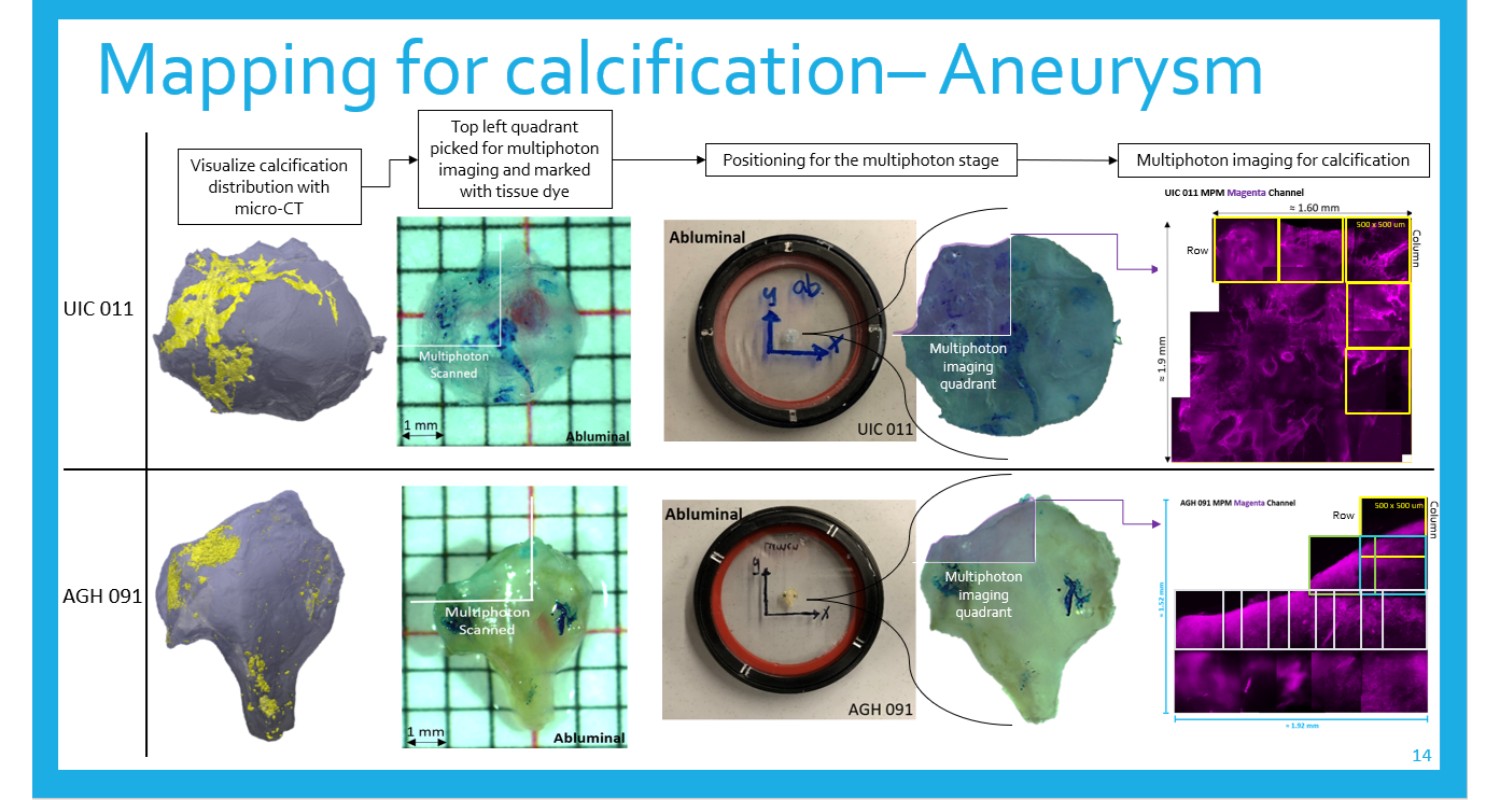 Mapping for calcification– Aneurysm
Visualize calcification
distribution with
micro-CT
Top left quadrant
picked for multiphoton
imaging and marked
with tissue dye
Positioning for the multiphoton stage
Multiphoton imaging for calcification
UIC 011
Multiphoton
Scanned
1 mm
Abluminal
Abluminal
y
ab.
x
UIC 011
Multiphoton
imaging
quadrant
UIC 011 MPM Magenta Channel
≈ 1.60 mm
500 x 500 um
Row
Column
≈ 1.9 mm
AGH 091
Multiphoton
Scanned
1 mm
Abluminal
Abluminal
y
x
AGH 091
Multiphoton
imaging
quadrant
AGH 091 MPM Magenta Channel
500 x 500 um
Row
Column
≈ 1.52 mm
≈ 1.92 mm
14